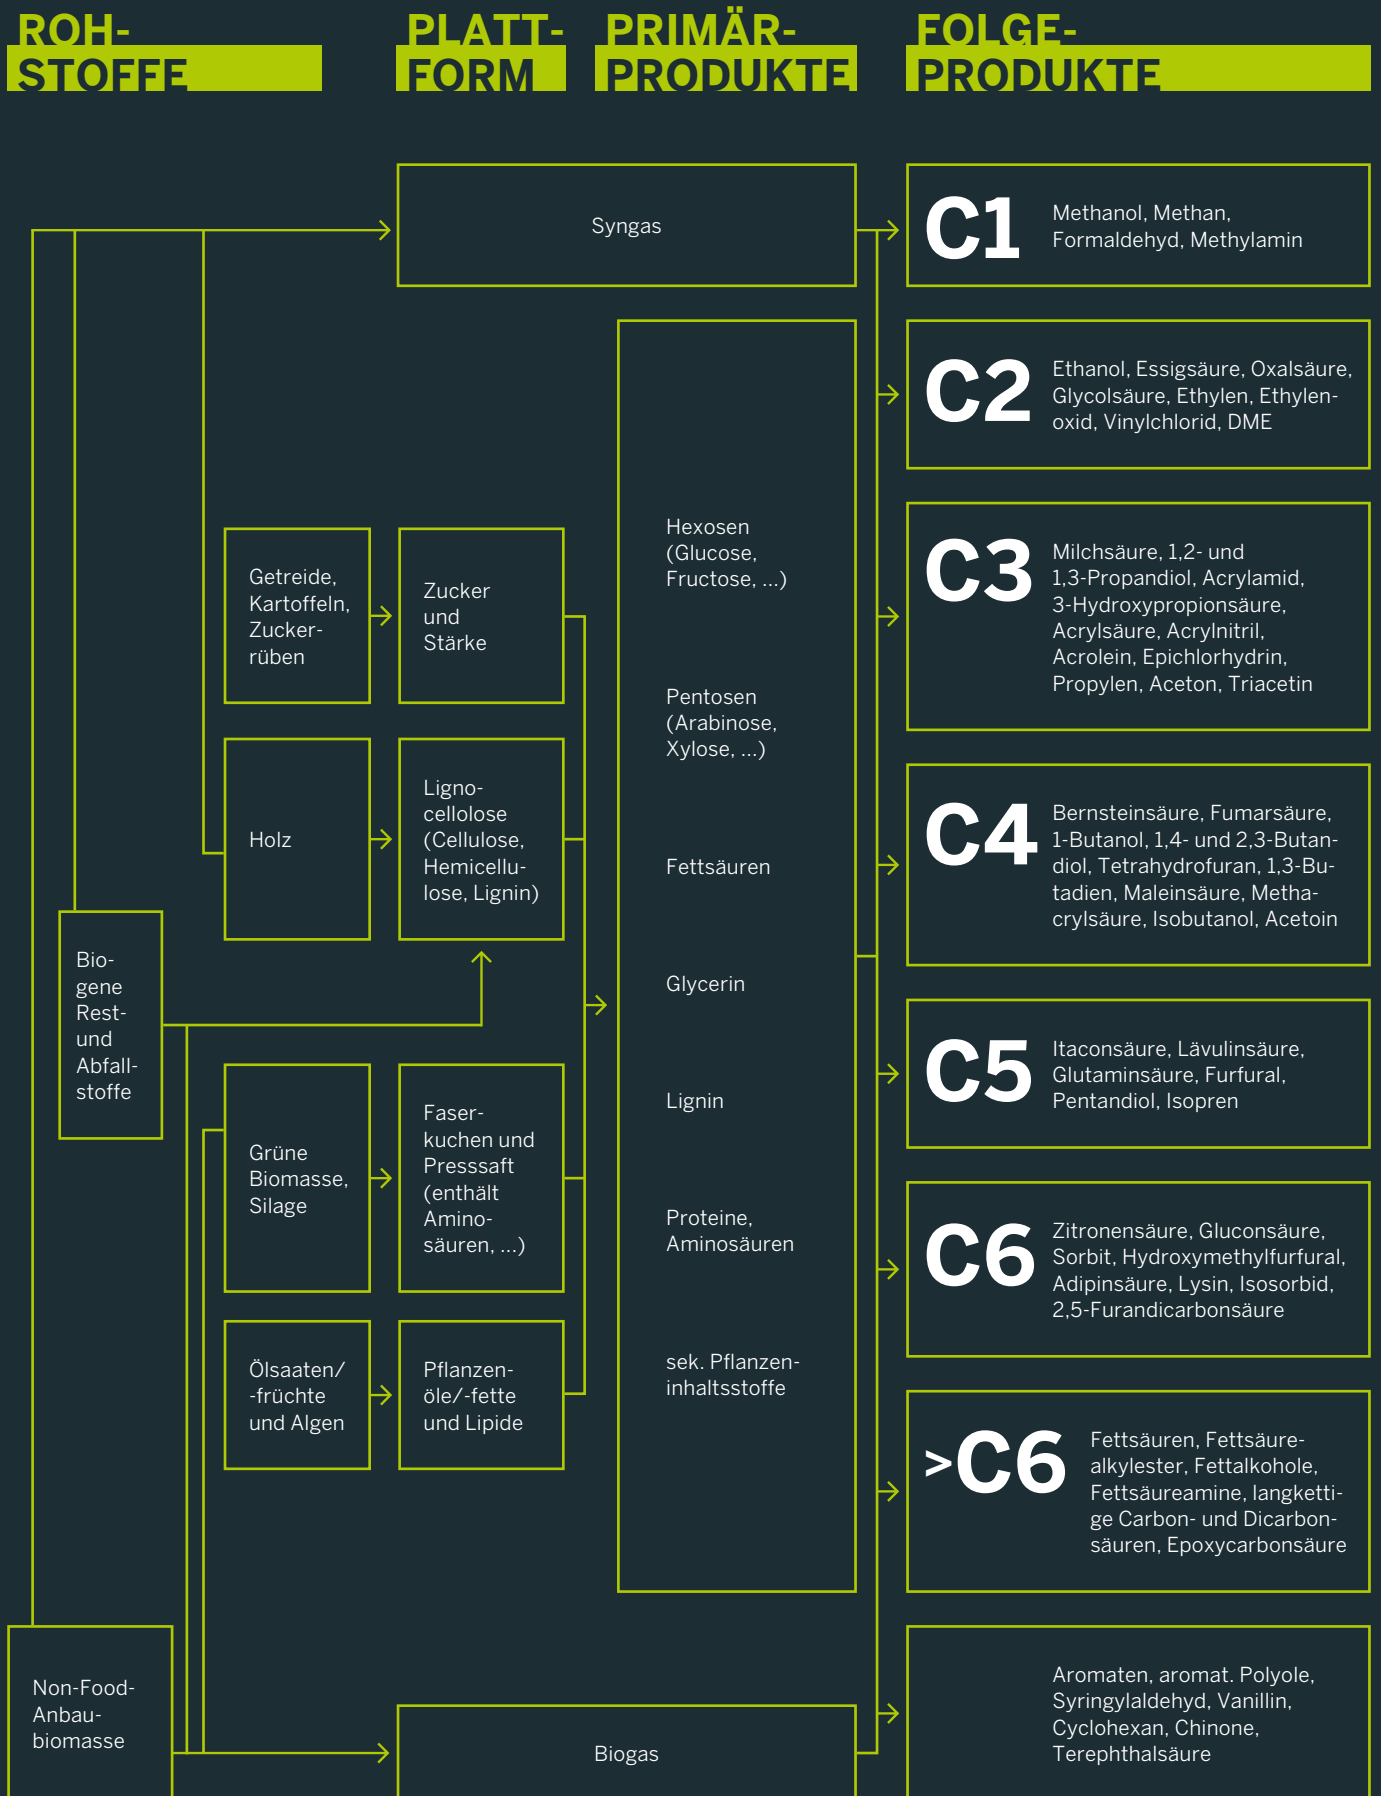 ROH-
STOFFE
PLATT-
FORM
PRIMÄR-
PRODUKTE
FOLGE-
PRODUKTE
Syngas
C1
Methanol, Methan,
Formaldehyd, Methylamin
C2
Ethanol, Essigsäure, Oxalsäure,
Glycolsäure, Ethylen, Ethylen-
oxid, Vinylchlorid, DME
Getreide,
Kartoffeln,
Zucker-
rüben
Zucker
und
Stärke
Hexosen
(Glucose,
Fructose, ...)
C3
Milchsäure, 1,2- und
1,3-Propandiol, Acrylamid,
3-Hydroxypropionsäure,
Acrylsäure, Acrylnitril,
Acrolein, Epichlorhydrin,
Propylen, Aceton, Triacetin
Pentosen
(Arabinose,
Xylose, ...)
Holz
Ligno-
cellolose
(Cellulose,
Hemicellu-
lose, Lignin)
Fettsäuren
C4
Bernsteinsäure, Fumarsäure,
1-Butanol, 1,4- und 2,3-Butan-
diol, Tetrahydrofuran, 1,3-Bu-
tadien, Maleinsäure, Metha-
crylsäure, Isobutanol, Acetoin
Bio-
gene
Rest-
und
Abfall-
stoffe
Glycerin
Lignin
C5
Itaconsäure, Lävulinsäure,
Glutaminsäure, Furfural,
Pentandiol, Isopren
Grüne
Biomasse,
Silage
Faser-
kuchen und
Presssaft
(enthält
Amino-
säuren, ...)
Proteine,
Aminosäuren
C6
Zitronensäure, Gluconsäure,
Sorbit, Hydroxymethylfurfural,
Adipinsäure, Lysin, Isosorbid,
2,5-Furandicarbonsäure
Ölsaaten/
-früchte
und Algen
Pflanzen-
öle/-fette
und Lipide
sek. Pflanzen-
inhaltsstoffe
>C6
Fettsäuren, Fettsäure-
alkylester, Fettalkohole,
Fettsäureamine, langketti-
ge Carbon- und Dicarbon-
säuren, Epoxycarbonsäure
Non-Food-
Anbau-
biomasse
Biogas
Aromaten, aromat. Polyole,
Syringylaldehyd, Vanillin,
Cyclohexan, Chinone,
Terephthalsäure